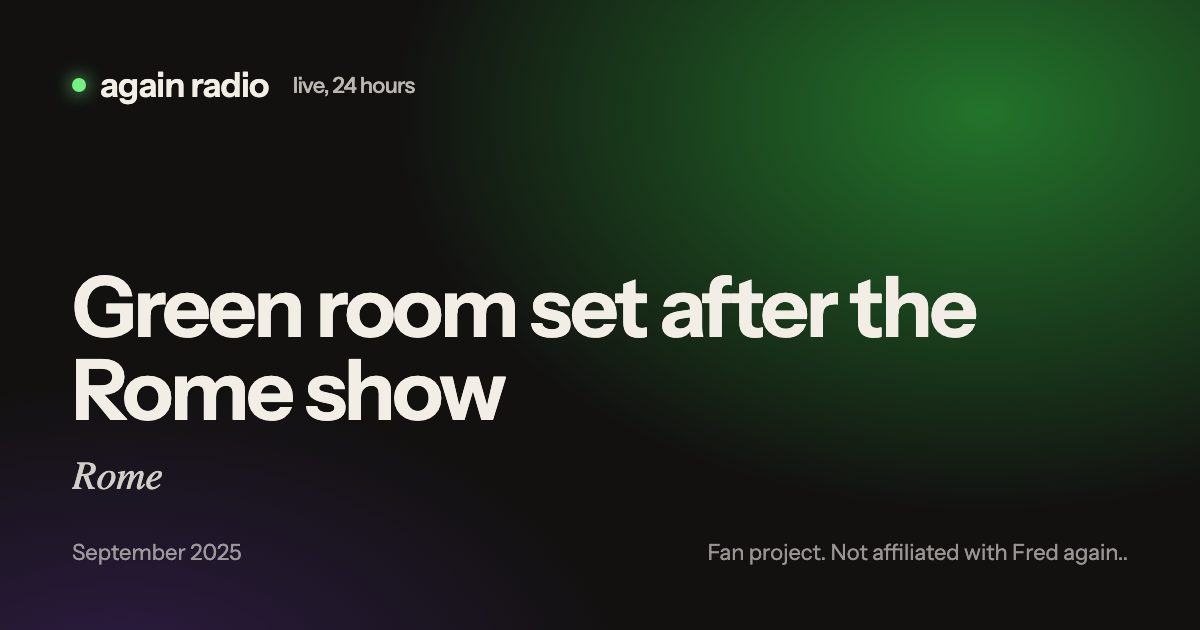 again radio live, 24 hours
Green room set after the
Rome show
Rome
September 2025
Fan project. Not affiliated with Fred again..